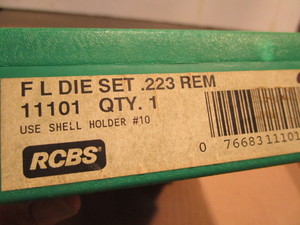 F L DIE SET .223 REM
11101 QTY. 1
USE SHELL HOLDER #10
RCBS
0 76683 11101